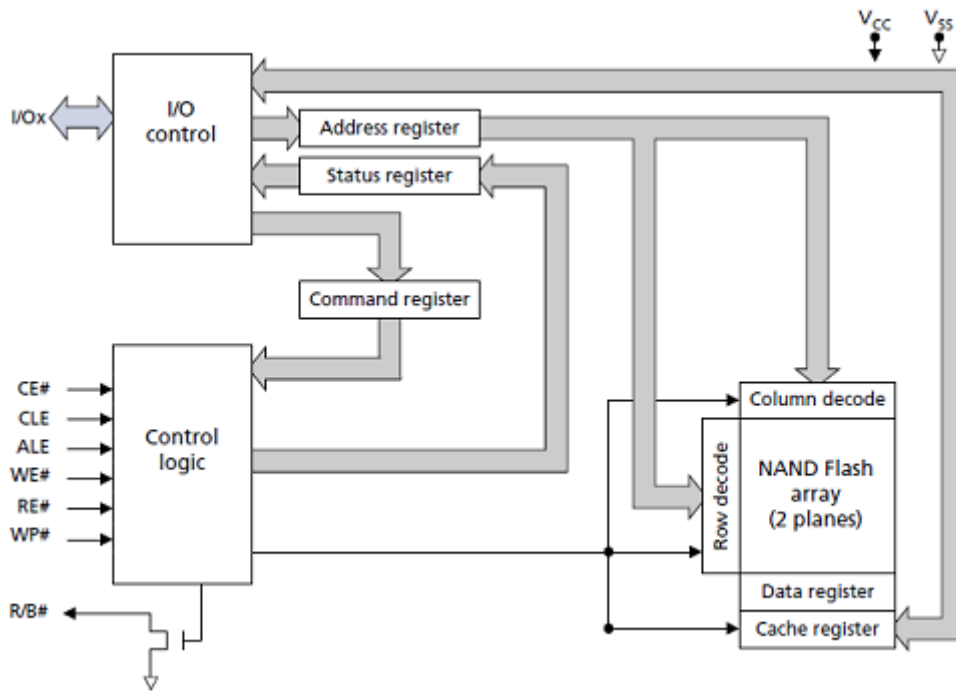 VCC
VSS
I/Ox
I/O
control
Address register
Status register
Command register
CE#
CLE
ALE
WE#
RE#
WP#
Control
logic
R/B#
Column decode
Row decode
NAND Flash
array
(2 planes)
Data register
Cache register